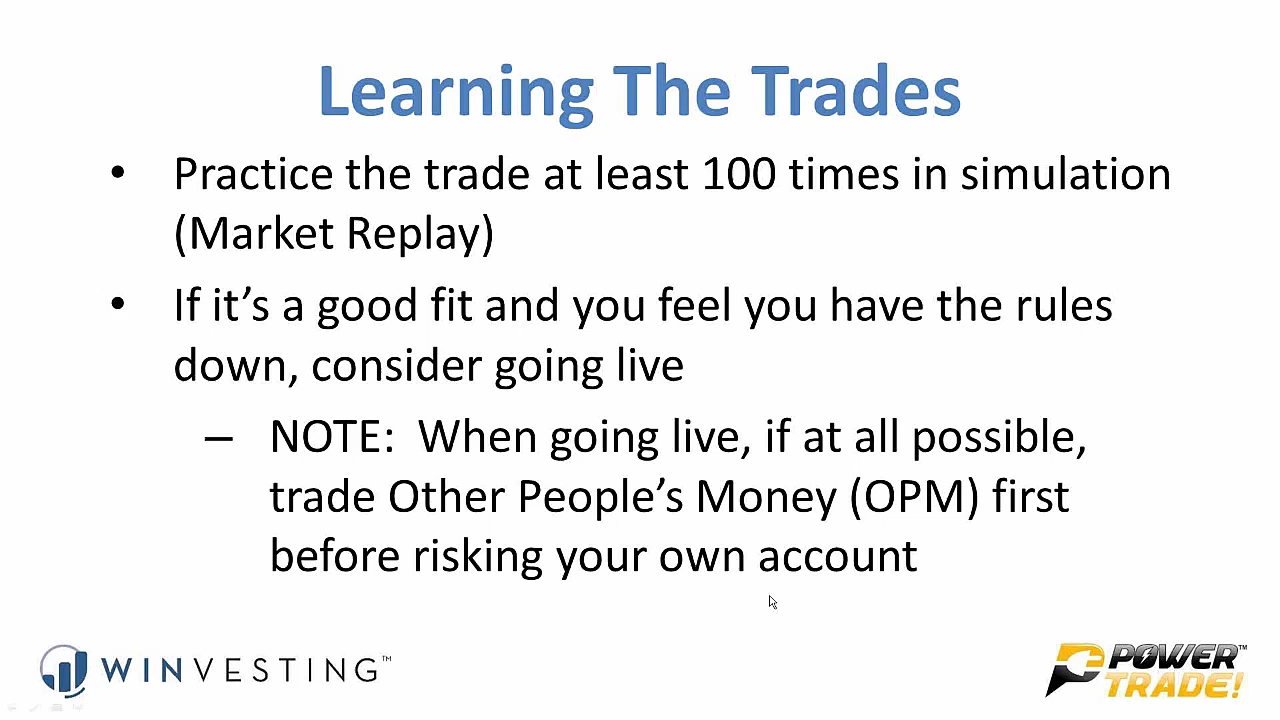 Learning The Trades
• Practice the trade at least 100 times in simulation
(Market Replay)
• If it’s a good fit and you feel you have the rules
down, consider going live
– NOTE:  When going live, if at all possible,
trade Other People’s Money (OPM) first
before risking your own account
WINVESTING™
POWER™
TRADE!